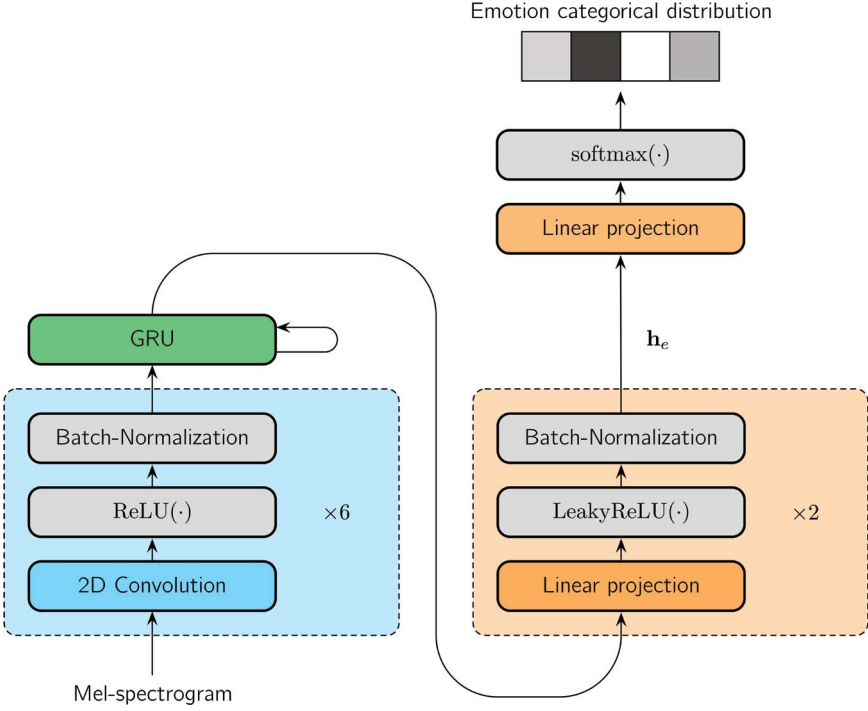 Emotion categorical distribution
softmax(·)
Linear projection
GRU
h_e
Batch-Normalization
ReLU(·)
×6
2D Convolution
Mel-spectrogram
Batch-Normalization
LeakyReLU(·)
×2
Linear projection